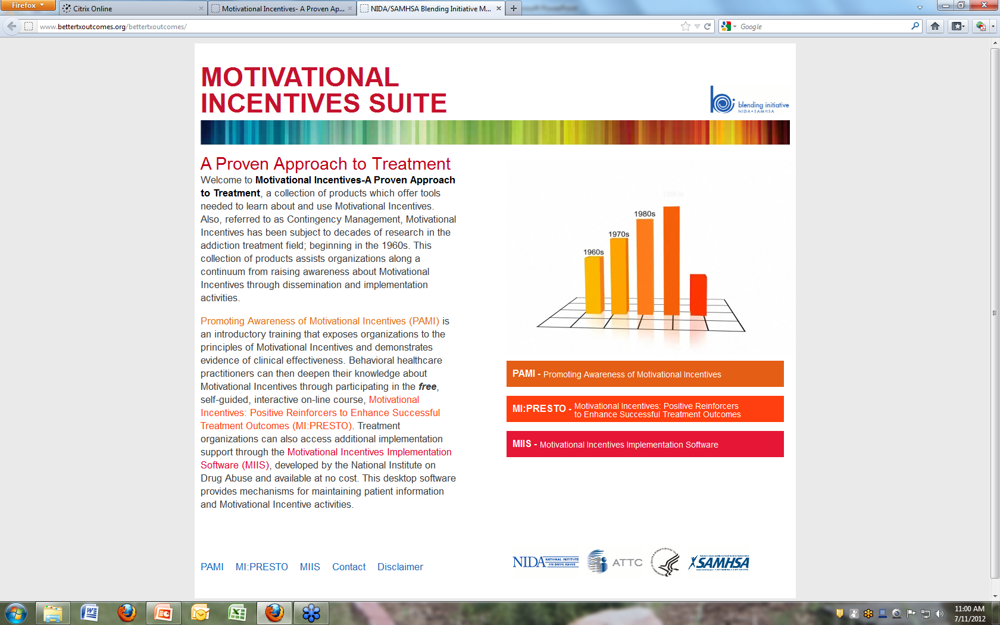 Firefox
Citrix Online
Motivational Incentives- A Proven Ap...
NIDA/SAMHSA Blending Initiative M...
www.bettertxoutcomes.org/bettertxoutcomes/
Google
MOTIVATIONAL
INCENTIVES SUITE
blending initiative
NIDA•SAMHSA
A Proven Approach to Treatment
Welcome to Motivational Incentives-A Proven Approach
to Treatment, a collection of products which offer tools
needed to learn about and use Motivational Incentives.
Also, referred to as Contingency Management, Motivational
Incentives has been subject to decades of research in the
addiction treatment field; beginning in the 1960s. This
collection of products assists organizations along a
continuum from raising awareness about Motivational
Incentives through dissemination and implementation
activities.
Promoting Awareness of Motivational Incentives (PAMI) is
an introductory training that exposes organizations to the
principles of Motivational Incentives and demonstrates
evidence of clinical effectiveness. Behavioral healthcare
practitioners can then deepen their knowledge about
Motivational Incentives through participating in the free,
self-guided, interactive on-line course, Motivational
Incentives: Positive Reinforcers to Enhance Successful
Treatment Outcomes (MI:PRESTO). Treatment
organizations can also access additional implementation
support through the Motivational Incentives Implementation
Software (MIIS), developed by the National Institute on
Drug Abuse and available at no cost. This desktop software
provides mechanisms for maintaining patient information
and Motivational Incentive activities.
1960s
1970s
1980s
PAMI - Promoting Awareness of Motivational Incentives
MI:PRESTO - Motivational Incentives: Positive Reinforcers
to Enhance Successful Treatment Outcomes
MIIS - Motivational Incentives Implementation Software
PAMI MI:PRESTO MIIS Contact Disclaimer
NIDA NATIONAL INSTITUTE
ON DRUG ABUSE
ATTC
SAMHSA
11:00 AM
7/11/2012